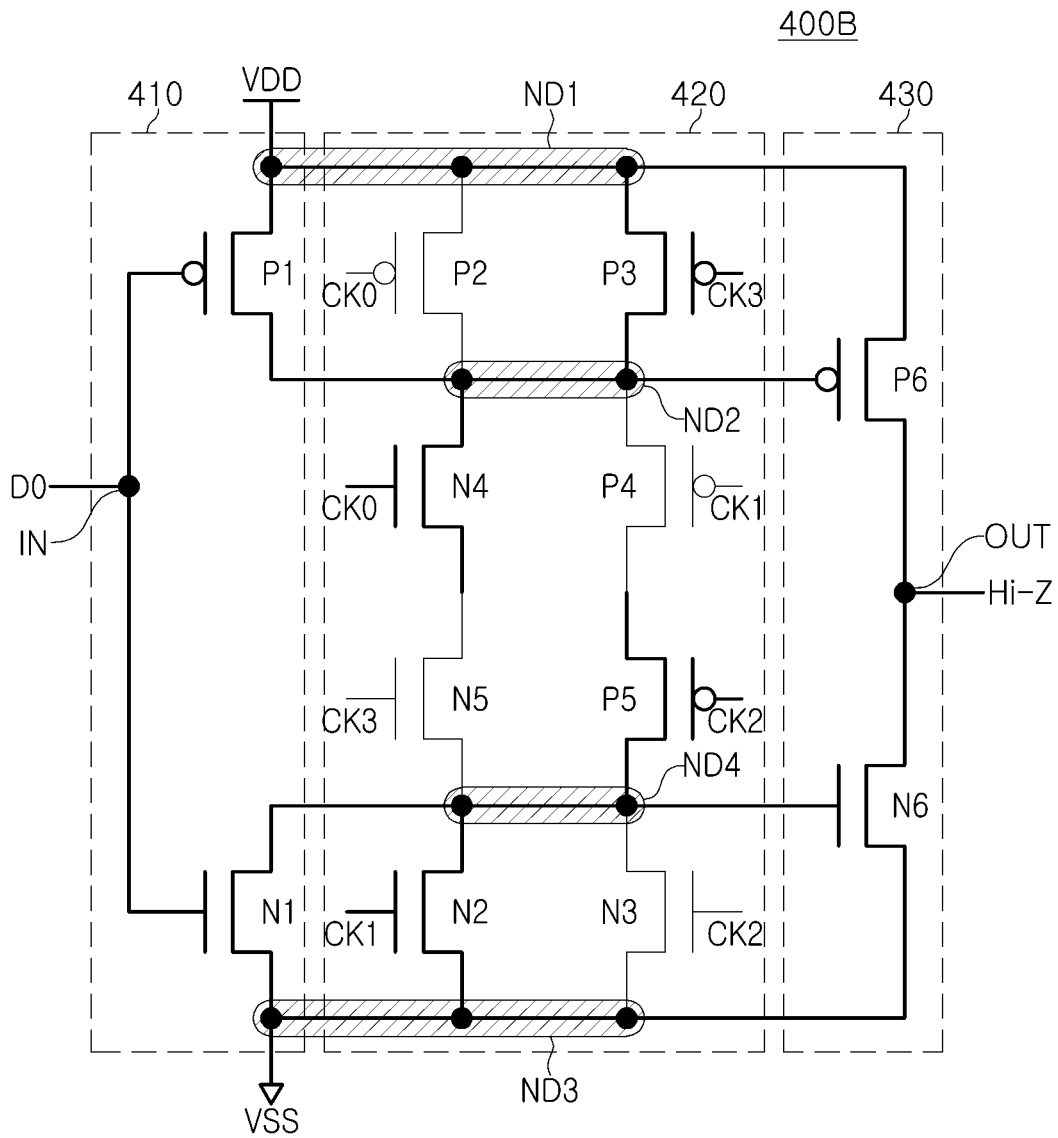 400B
410
VDD
ND1
420
430
P1
CK0
P2
P3
CK3
P6
ND2
D0
IN
CK0
N4
P4
CK1
OUT
Hi-Z
CK3
N5
P5
CK2
ND4
N6
N1
CK1
N2
N3
CK2
ND3
VSS